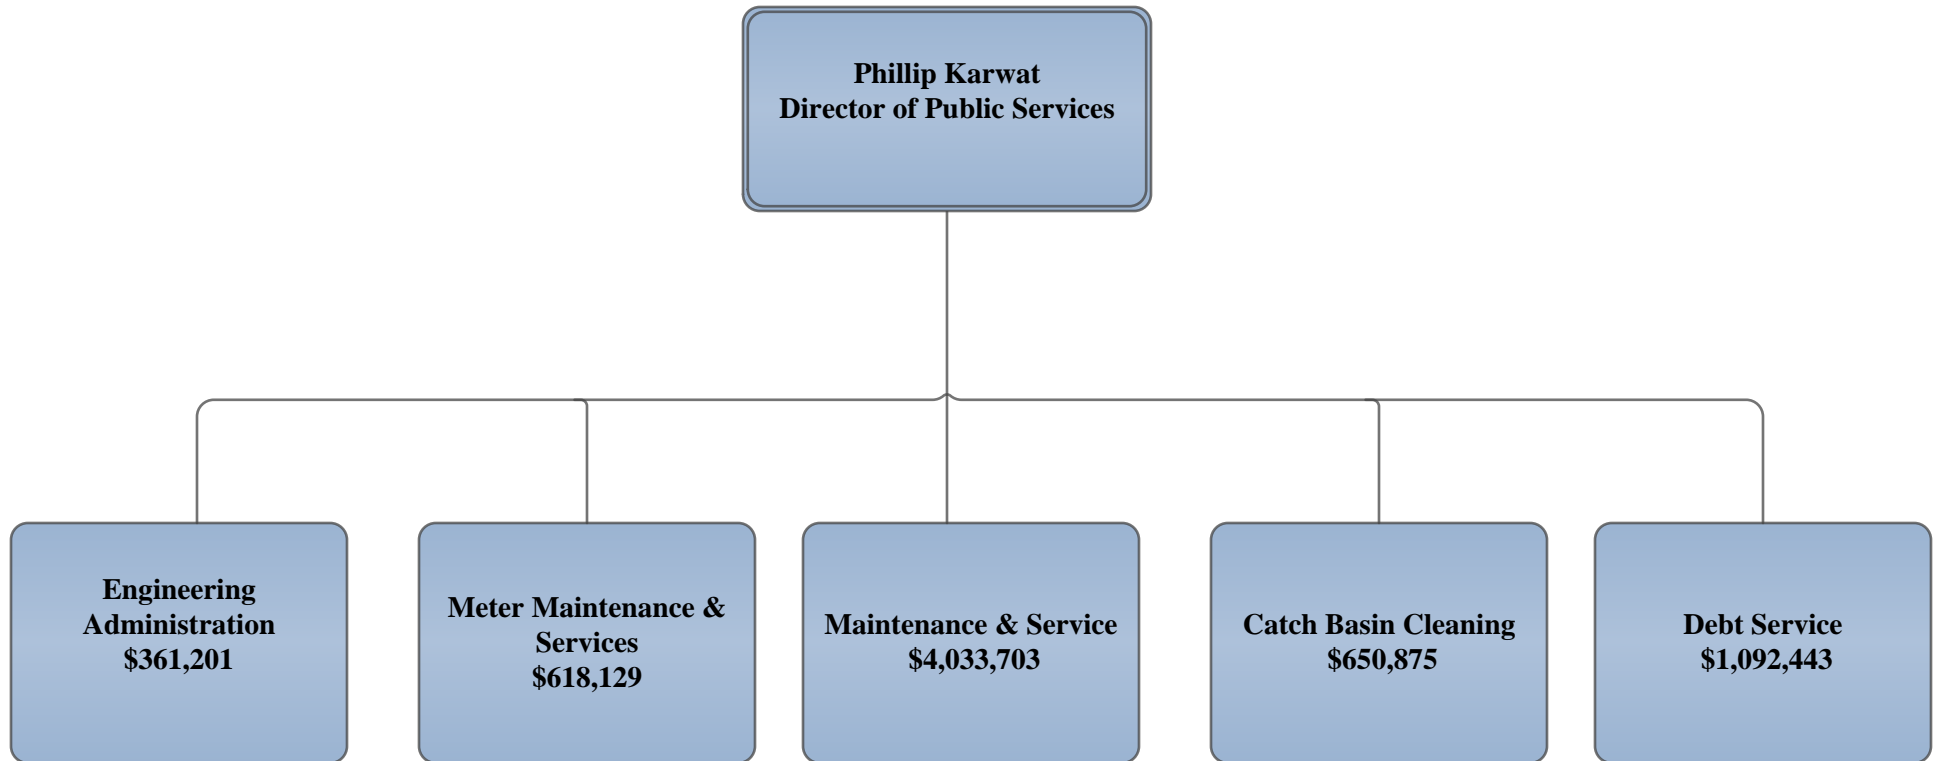 Phillip Karwat
Director of Public Services
Engineering
Administration
$361,201
Meter Maintenance &
Services
$618,129
Maintenance & Service
$4,033,703
Catch Basin Cleaning
$650,875
Debt Service
$1,092,443